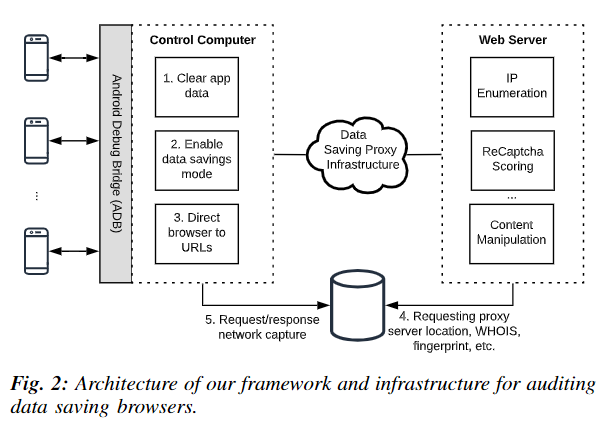 Control Computer
Web Server
Android Debug Bridge (ADB)
1. Clear app
data
2. Enable
data savings
mode
3. Direct
browser to
URLs
...
Data
Saving Proxy
Infrastructure
IP
Enumeration
ReCaptcha
Scoring
...
Content
Manipulation
5. Request/response
network capture
4. Requesting proxy
server location, WHOIS,
fingerprint, etc.
Fig. 2: Architecture of our framework and infrastructure for auditing
data saving browsers.